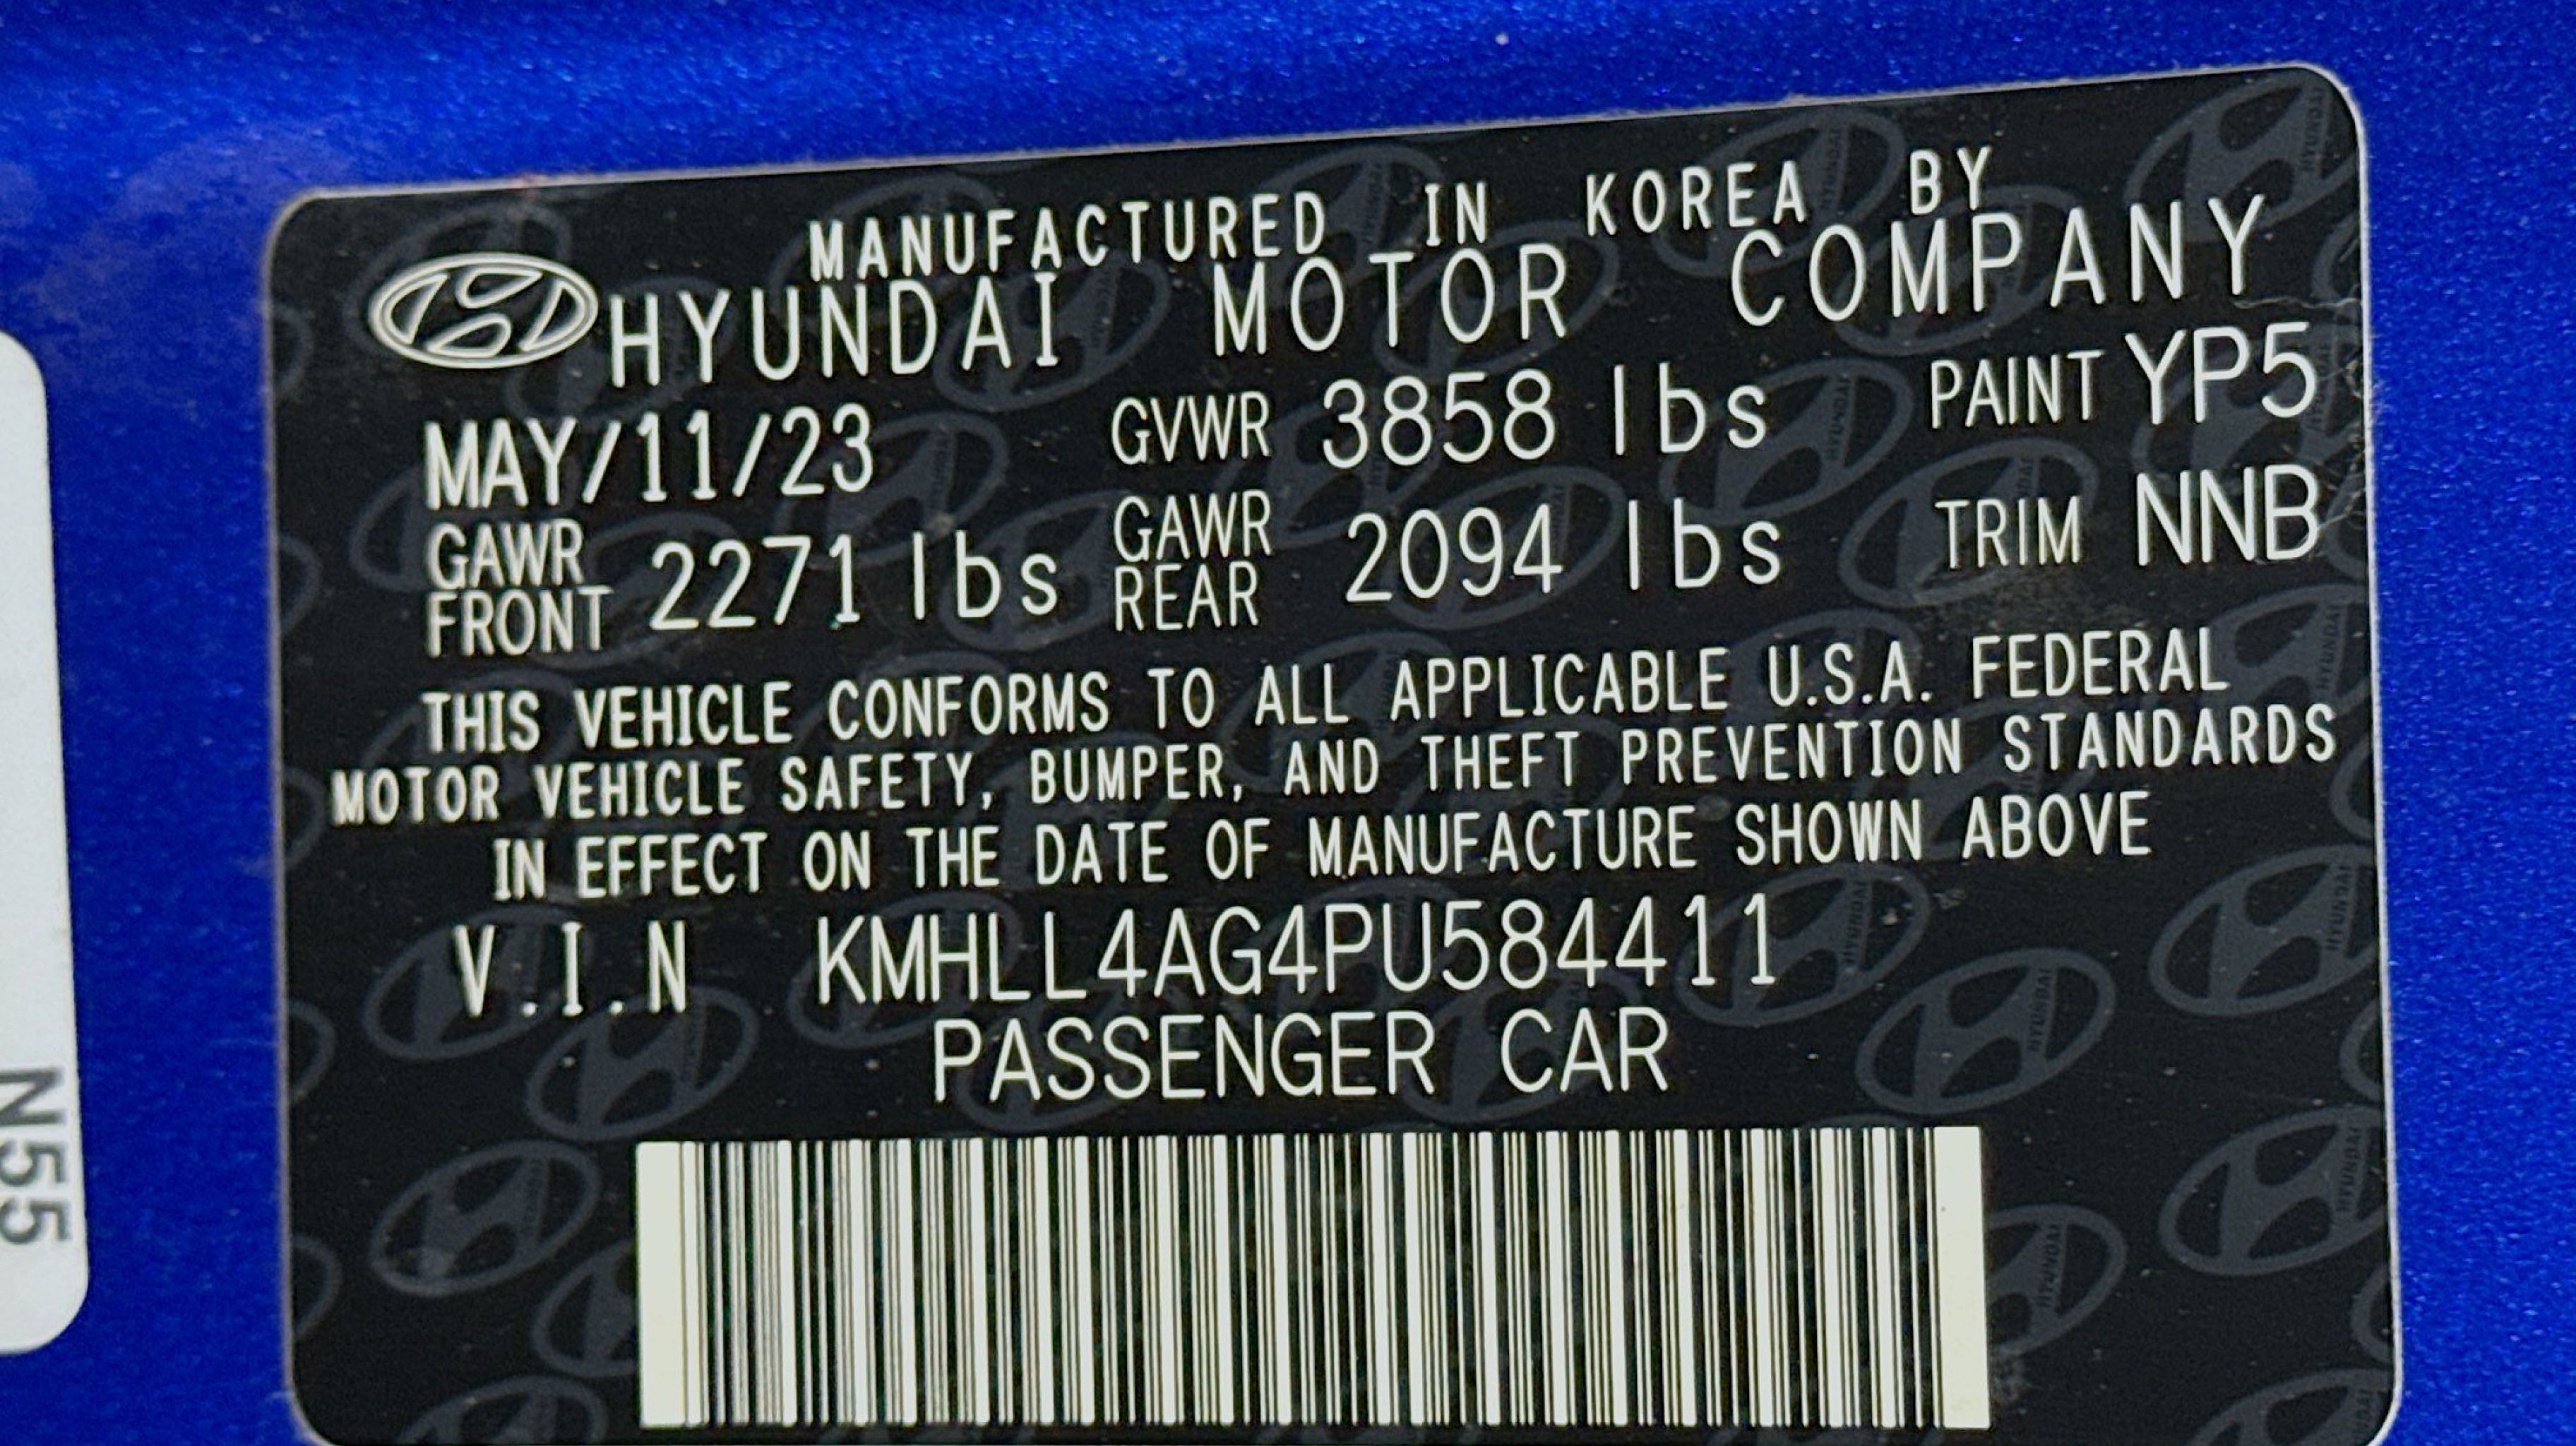 MANUFACTURED IN KOREA BY
HYUNDAI MOTOR COMPANY
MAY/11/23 GVWR 3858 lbs PAINT YP5
GAWR FRONT 2271 lbs GAWR REAR 2094 lbs TRIM NNB
THIS VEHICLE CONFORMS TO ALL APPLICABLE U.S.A. FEDERAL
MOTOR VEHICLE SAFETY, BUMPER, AND THEFT PREVENTION STANDARDS
IN EFFECT ON THE DATE OF MANUFACTURE SHOWN ABOVE
V.I.N KMHLL4AG4PU584411
PASSENGER CAR
N55